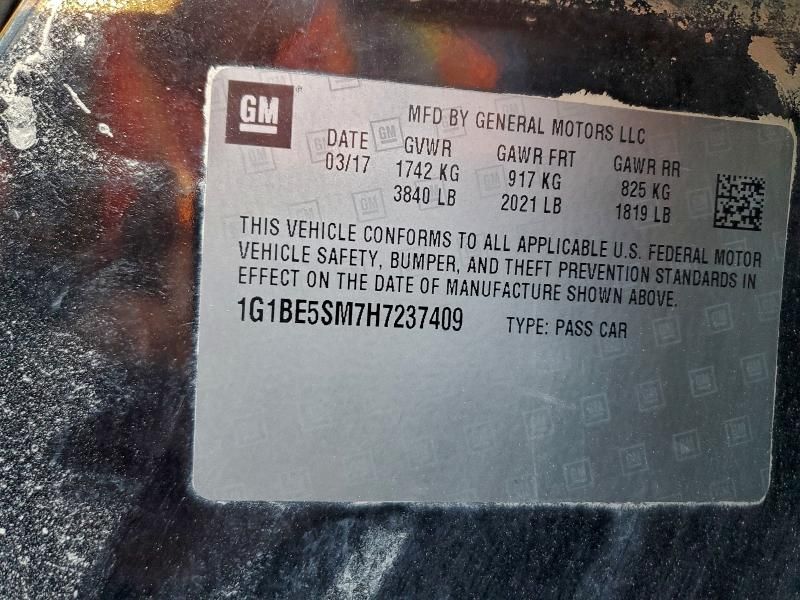 GM
MFD BY GENERAL MOTORS LLC
DATE GVWR GAWR FRT GAWR RR
03/17 1742 KG 917 KG 825 KG
3840 LB 2021 LB 1819 LB
THIS VEHICLE CONFORMS TO ALL APPLICABLE U.S. FEDERAL MOTOR
VEHICLE SAFETY, BUMPER, AND THEFT PREVENTION STANDARDS IN
EFFECT ON THE DATE OF MANUFACTURE SHOWN ABOVE.
1G1BE5SM7H7237409 TYPE: PASS CAR